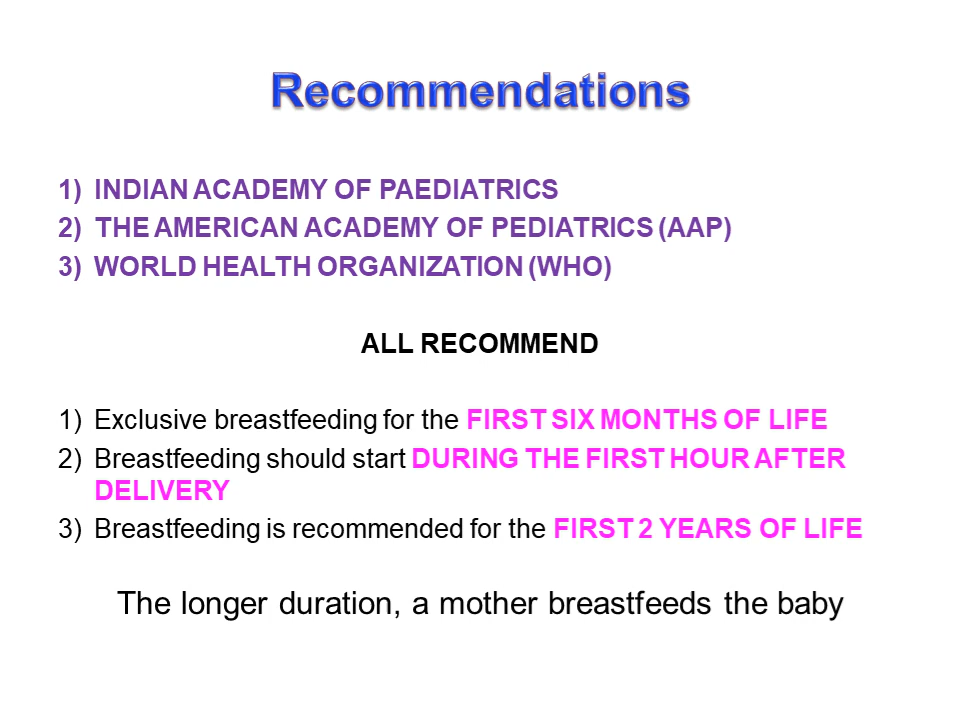 Recommendations
1) INDIAN ACADEMY OF PAEDIATRICS
2) THE AMERICAN ACADEMY OF PEDIATRICS (AAP)
3) WORLD HEALTH ORGANIZATION (WHO)
ALL RECOMMEND
1) Exclusive breastfeeding for the FIRST SIX MONTHS OF LIFE
2) Breastfeeding should start DURING THE FIRST HOUR AFTER
DELIVERY
3) Breastfeeding is recommended for the FIRST 2 YEARS OF LIFE
The longer duration, a mother breastfeeds the baby